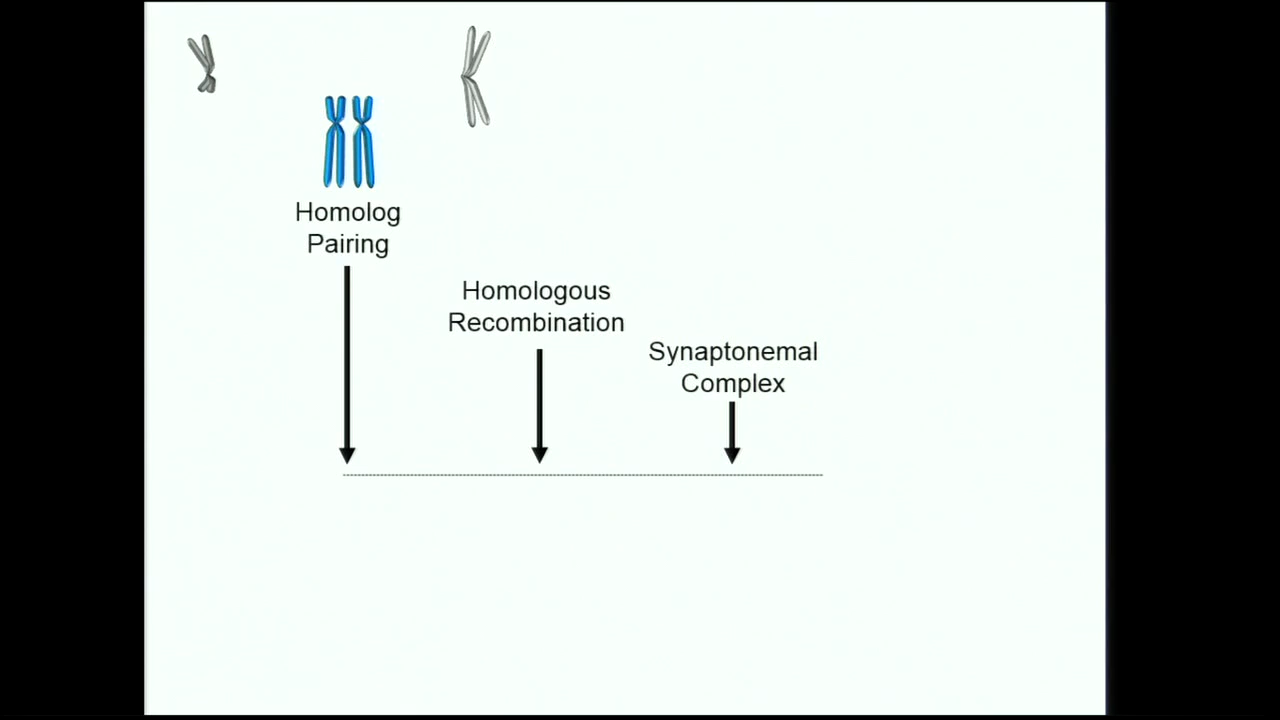 Homolog
Pairing
Homologous
Recombination
Synaptonemal
Complex